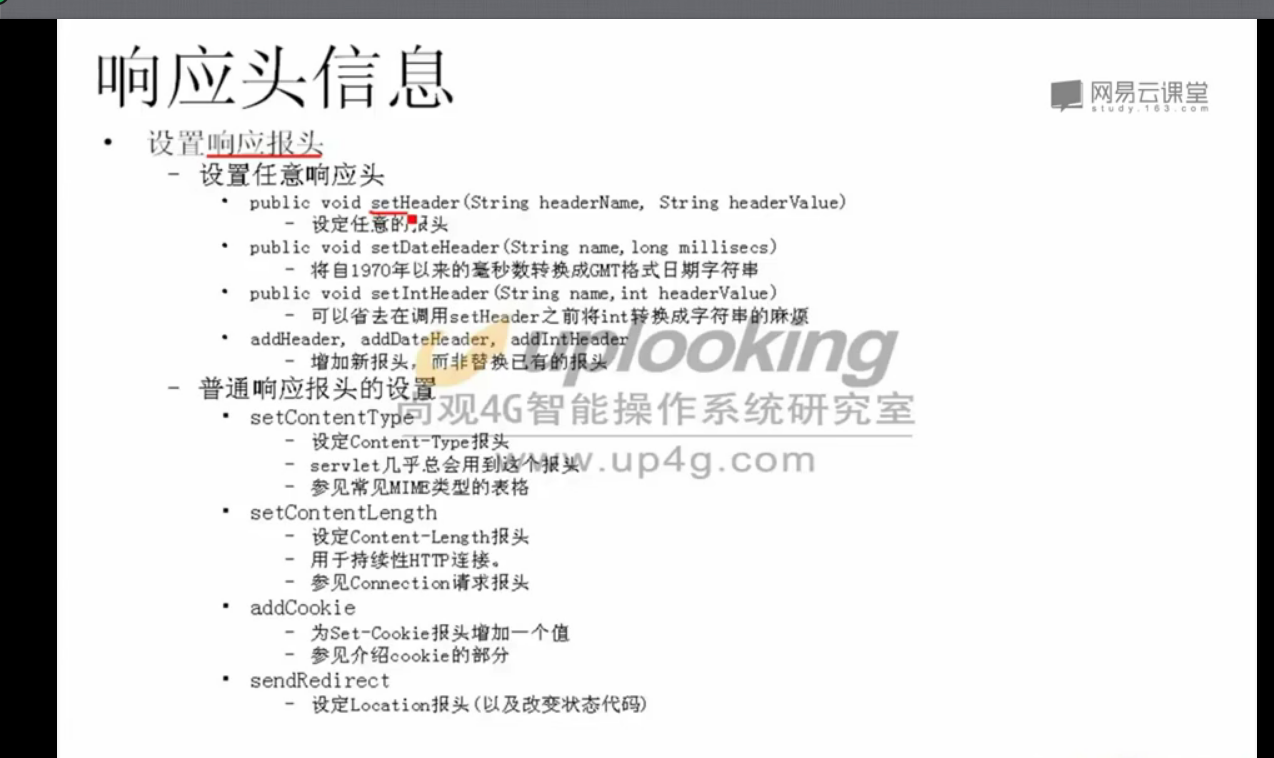 响应头信息
网易云课堂
study.163.com
• 设置响应报头
– 设置任意响应头
• public void setHeader(String headerName, String headerValue)
– 设定任意的报头
• public void setDateHeader(String name,long millisecs)
– 将自1970年以来的毫秒数转换成GMT格式日期字符串
• public void setIntHeader(String name,int headerValue)
– 可以省去在调用setHeader之前将int转换成字符串的麻烦
• addHeader, addDateHeader, addIntHeader
– 增加新报头，而非替换已有的报头
uplooking
– 普通响应报头的设置
尚观4G智能操作系统研究室
• setContentType
– 设定Content-Type报头
– servlet几乎总会用到这个报头
www.up4g.com
– 参见常见MIME类型的表格
• setContentLength
– 设定Content-Length报头
– 用于持续性HTTP连接。
– 参见Connection请求报头
• addCookie
– 为Set-Cookie报头增加一个值
– 参见介绍cookie的部分
• sendRedirect
– 设定Location报头(以及改变状态代码)